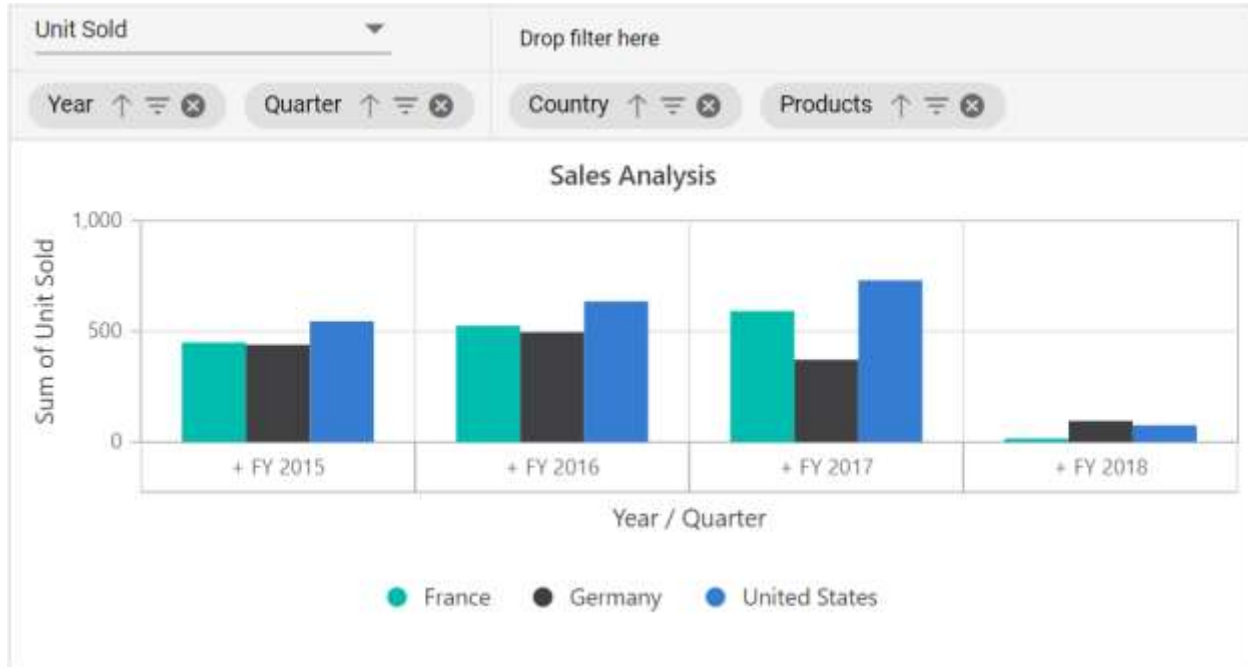 Unit Sold
Drop filter here
Year
Quarter
Country
Products
Sales Analysis
Sum of Unit Sold
1,000
500
0
+ FY 2015
+ FY 2016
+ FY 2017
+ FY 2018
Year / Quarter
France
Germany
United States